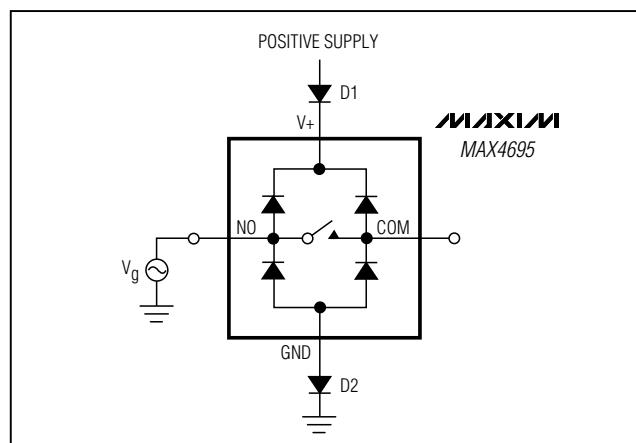 POSITIVE SUPPLY
D1
V+
MAXIM
MAX4695
NO
COM
Vg
GND
D2